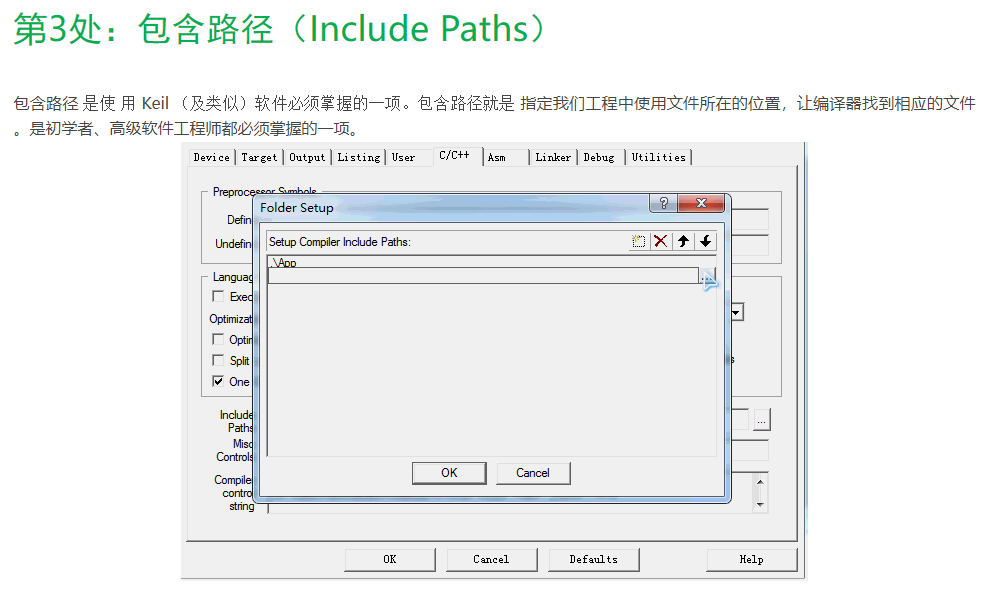 第3处：包含路径（Include Paths）
包含路径 是使 用 Keil （及类似）软件必须掌握的一项。包含路径就是 指定我们工程中使用文件所在的位置，让编译器找到相应的文件
。是初学者、高级软件工程师都必须掌握的一项。
Device Target Output Listing User C/C++ Asm Linker Debug Utilities
Preprocessor Symbols
Folder Setup
Defin
Setup Compiler Include Paths:
Undefin
.\App
Languag
Exec
Optimizat
Optim
Split
One
Include
Paths
...
Misc
Controls
OK Cancel
Compiler
control
string
OK Cancel Defaults Help